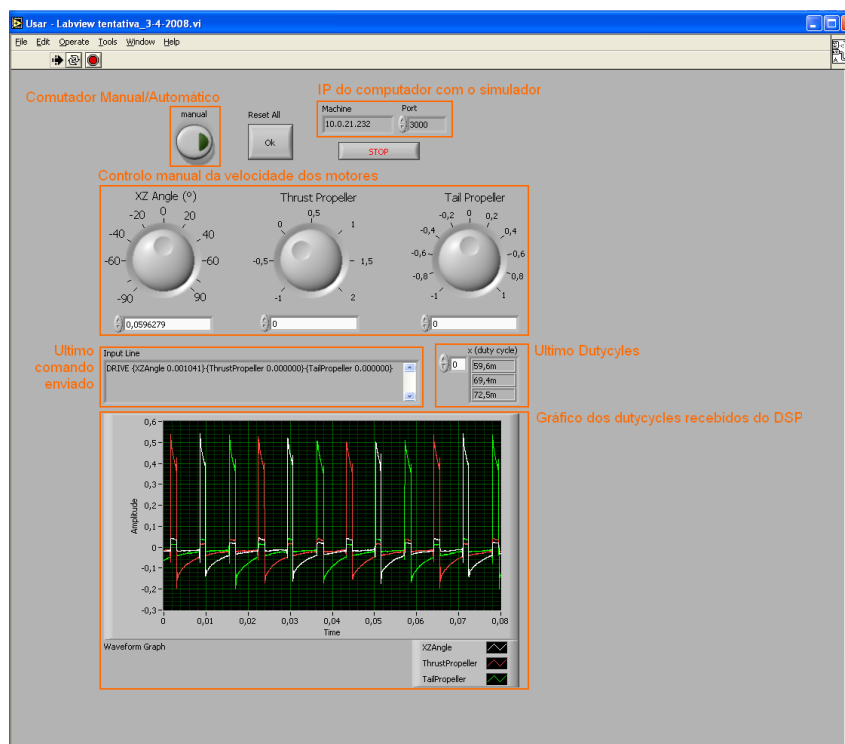 Usar - Labview tentativa_3-4-2008.vi
File Edit Operate Tools Window Help
IP do computador com o simulador
Comutador Manual/Automático
manual
Reset All
Ok
Machine
Port
10.0.21.232
3000
STOP
Controlo manual da velocidade dos motores
XZ Angle (º)
-90 -60 -40 -20 0 20 40 60 90
0,0596279
Thrust Propeller
-1 -0,5 0 0,5 1 1,5 2
0
Tail Propeller
-1 -0,8 -0,6 -0,4 -0,2 0 0,2 0,4 0,6 0,8 1
0
Ultimo
comando
enviado
Input Line
DRIVE {XZAngle 0.001041}{ThrustPropeller 0.000000}{TailPropeller 0.000000}
x (duty cycle)
0
59,6m
69,4m
72,5m
Ultimo Dutycyles
Gráfico dos dutycycles recebidos do DSP
Amplitude
0,6
0,5
0,4
0,3
0,2
0,1
0
-0,1
-0,2
-0,3
0 0,01 0,02 0,03 0,04 0,05 0,06 0,07 0,08
Time
Waveform Graph
XZAngle
ThrustPropeller
TailPropeller